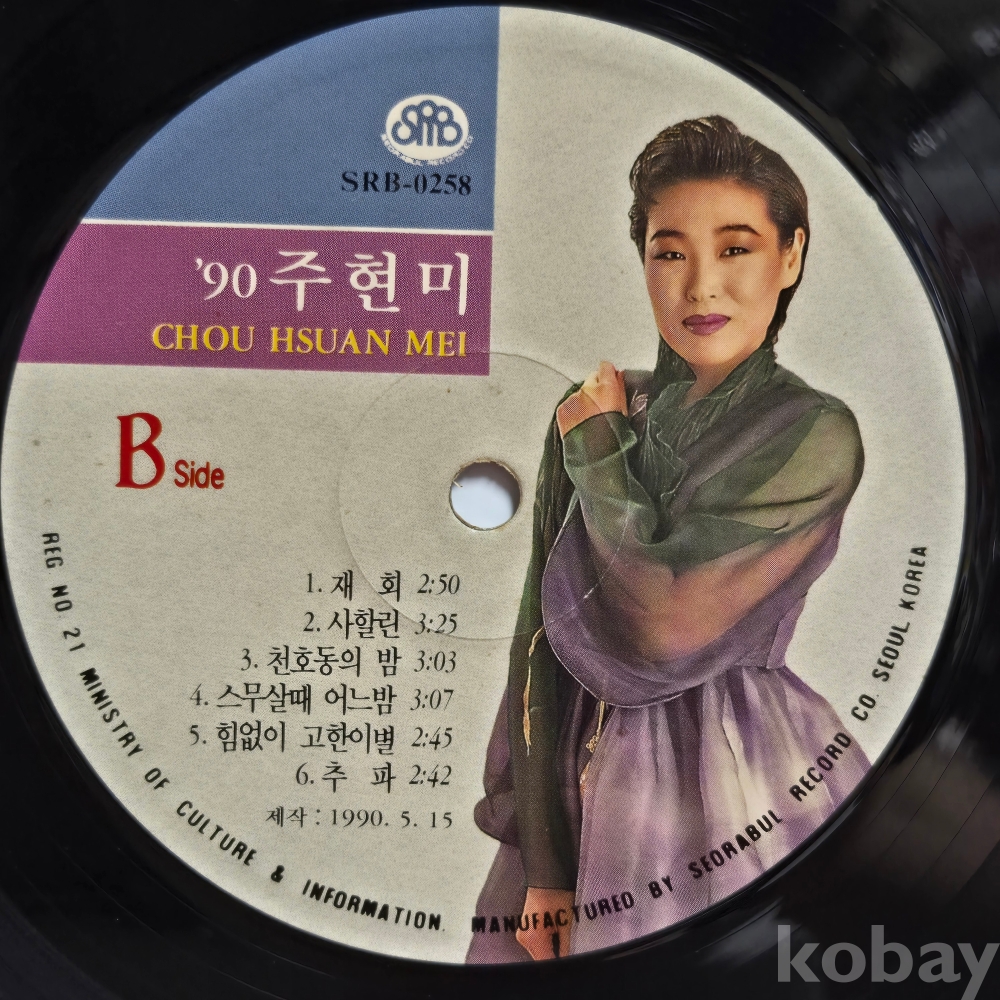 SRB
SRB-0258
'90 주현미
CHOU HSUAN MEI
B Side
1. 재 회 2:50
2. 사할린 3:25
3. 천호동의 밤 3:03
4. 스무살때 어느밤 3:07
5. 힘없이 고한이별 2:45
6. 추 파 2:42
제작 : 1990. 5. 15
REG NO. 21 MINISTRY OF CULTURE & INFORMATION. MANUFACTURED BY SEORABUL RECORD CO. SEOUL KOREA
kobay